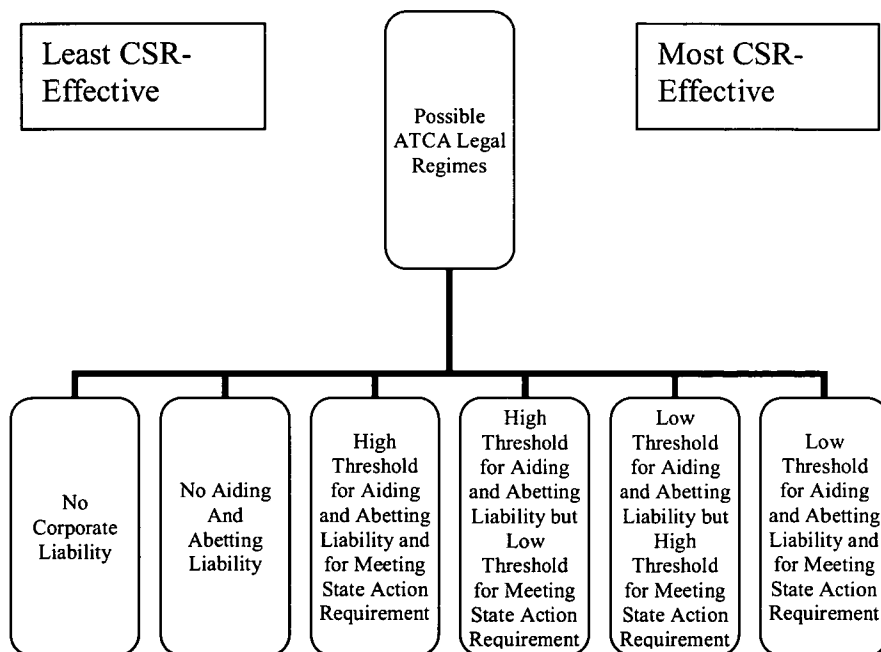 Least CSR-
Effective
Possible
ATCA Legal
Regimes
Most CSR-
Effective
No
Corporate
Liability
No Aiding
And
Abetting
Liability
High
Threshold
for Aiding
and Abetting
Liability and
for Meeting
State Action
Requirement
High
Threshold
for Aiding
and Abetting
Liability but
Low
Threshold
for Meeting
State Action
Requirement
Low
Threshold
for Aiding
and Abetting
Liability but
High
Threshold
for Meeting
State Action
Requirement
Low
Threshold
for Aiding
and Abetting
Liability and
for Meeting
State Action
Requirement